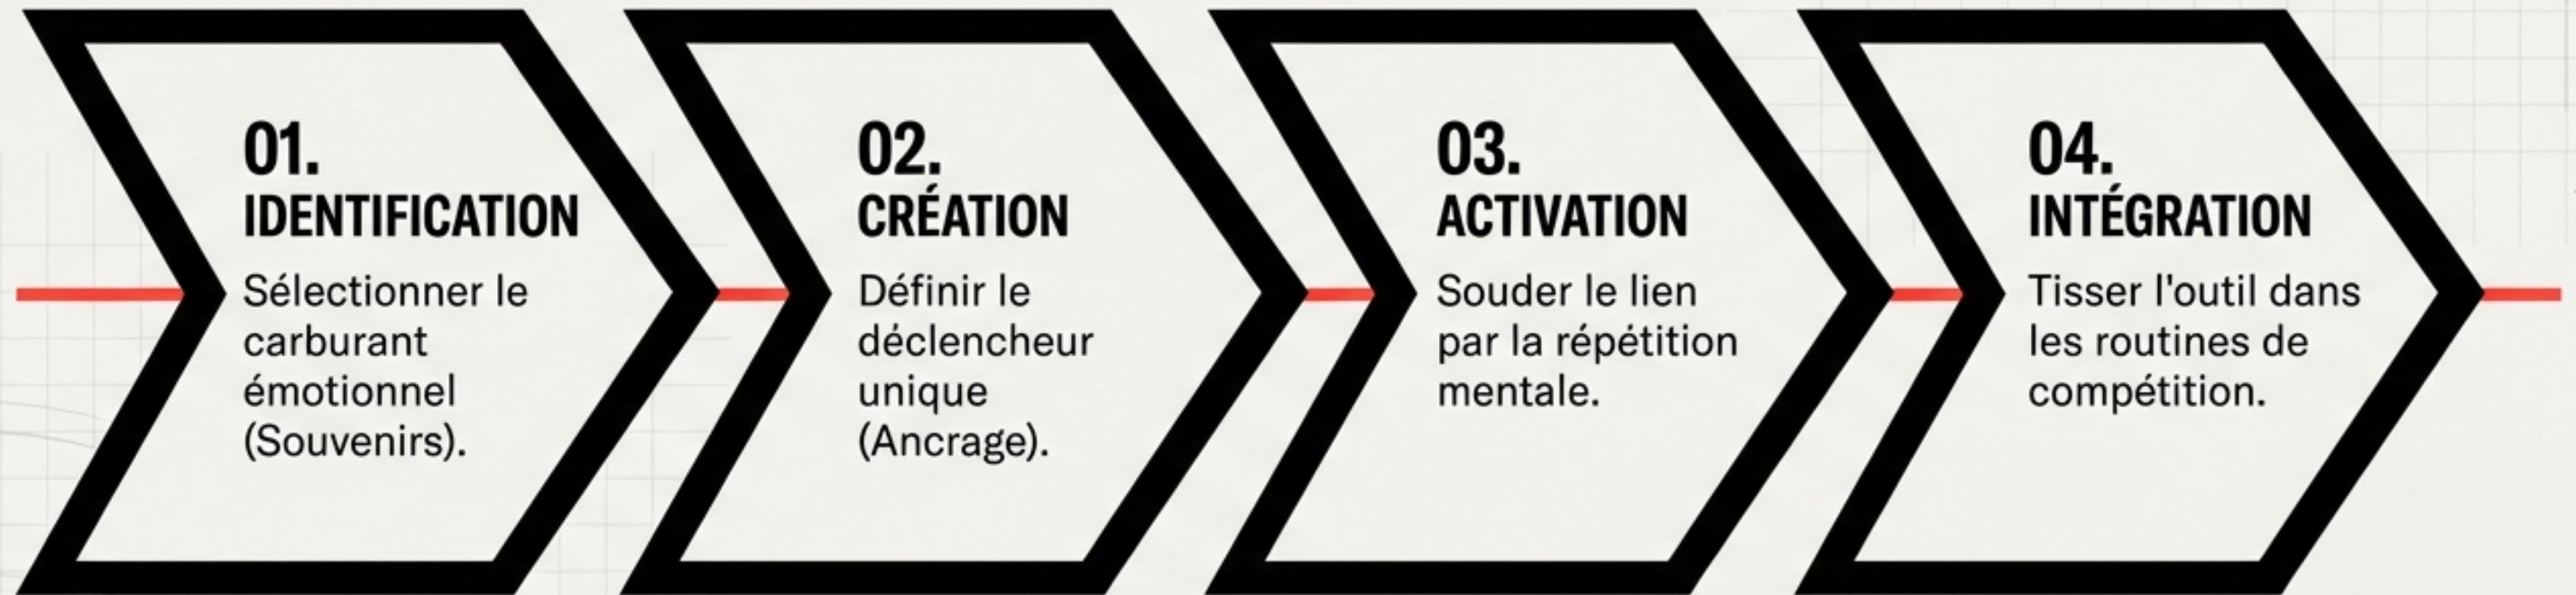 01.
IDENTIFICATION
Sélectionner le
carburant
émotionnel
(Souvenirs).
02.
CRÉATION
Définir le
déclencheur
unique
(Ancrage).
03.
ACTIVATION
Souder le lien
par la répétition
mentale.
04.
INTÉGRATION
Tisser l'outil dans
les routines de
compétition.